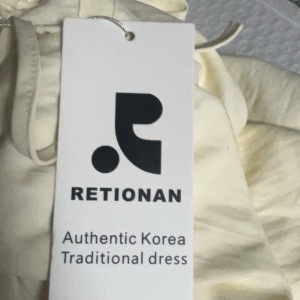 RETIONAN
Authentic Korea
Traditional dress